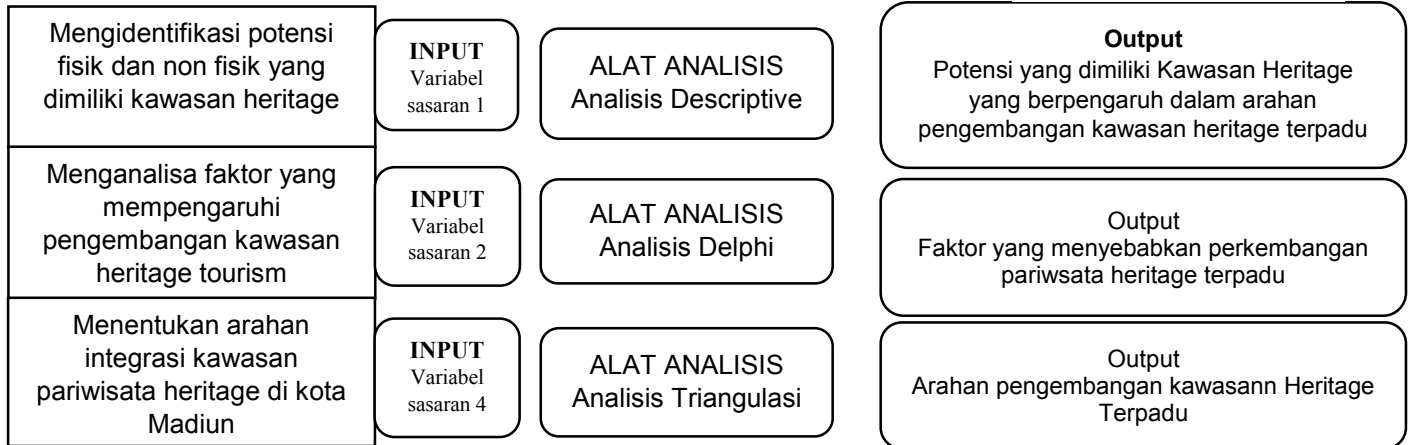 Mengidentifikasi potensi
fisik dan non fisik yang
dimiliki kawasan heritage
INPUT
Variabel
sasaran 1
ALAT ANALISIS
Analisis Descriptive
Output
Potensi yang dimiliki Kawasan Heritage
yang berpengaruh dalam arahan
pengembangan kawasan heritage terpadu
Menganalisa faktor yang
mempengaruhi
pengembangan kawasan
heritage tourism
INPUT
Variabel
sasaran 2
ALAT ANALISIS
Analisis Delphi
Output
Faktor yang menyebabkan perkembangan
pariwsata heritage terpadu
Menentukan arahan
integrasi kawasan
pariwisata heritage di kota
Madiun
INPUT
Variabel
sasaran 4
ALAT ANALISIS
Analisis Triangulasi
Output
Arahan pengembangan kawasann Heritage
Terpadu